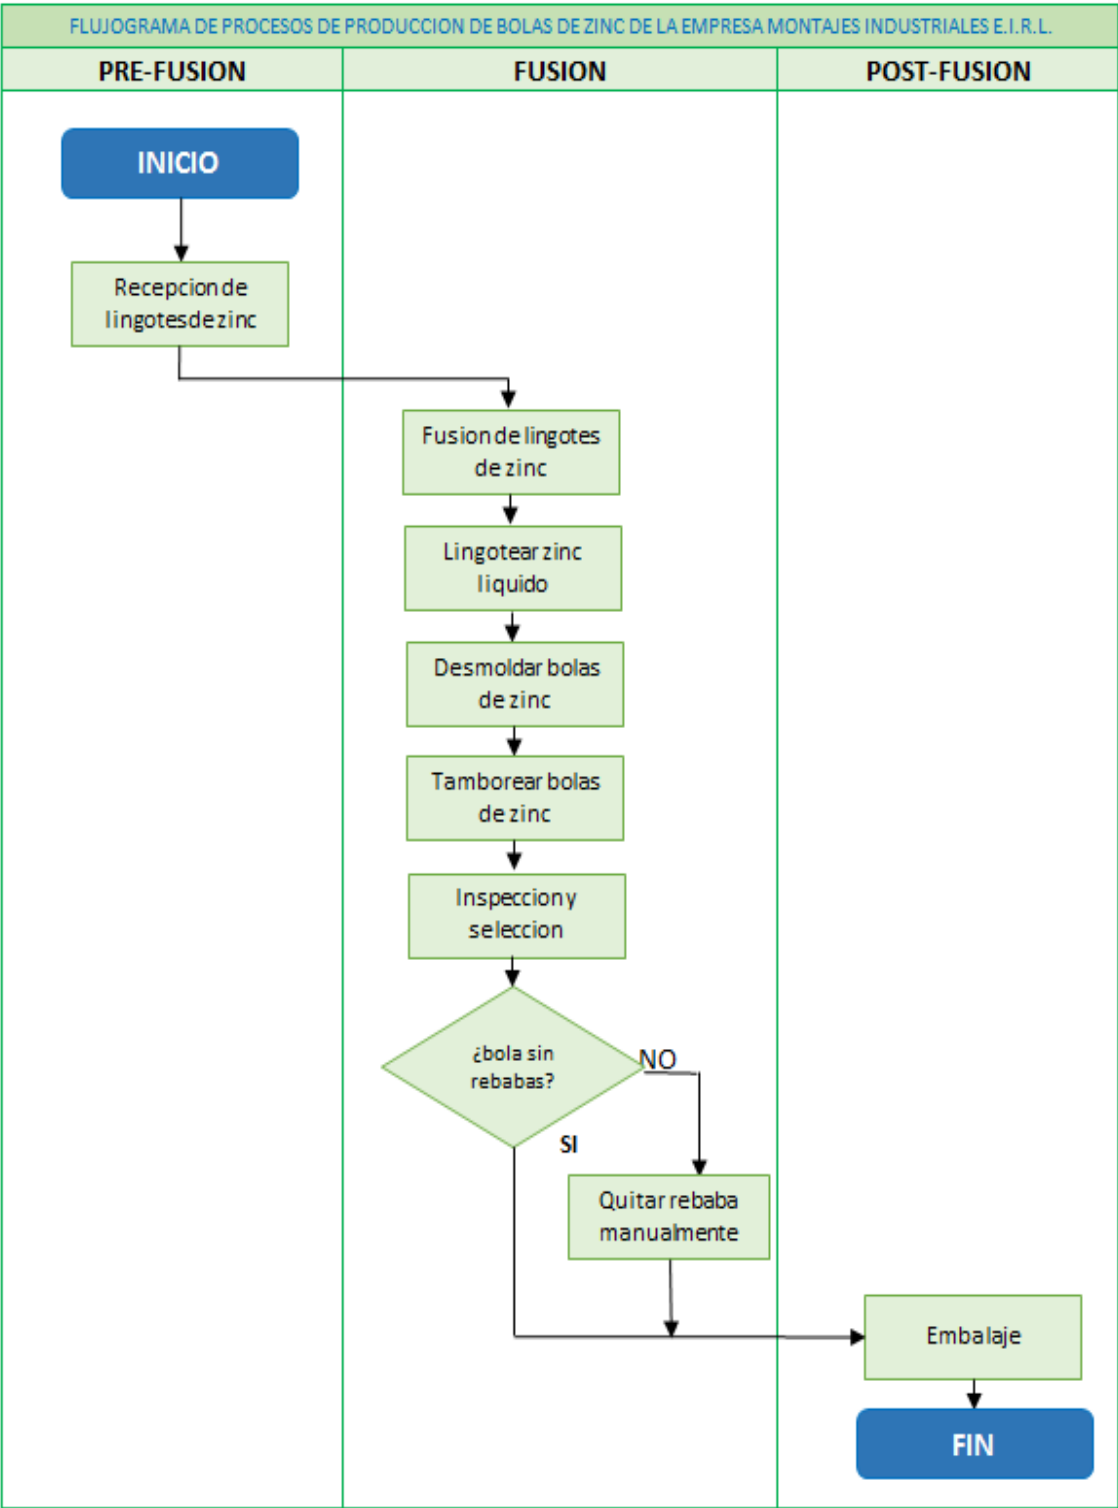 FLUJOGRAMA DE PROCESOS DE PRODUCCION DE BOLAS DE ZINC DE LA EMPRESA MONTAJES INDUSTRIALES E.I.R.L.
PRE-FUSION
FUSION
POST-FUSION
INICIO
Recepcion de
lingotes de zinc
Fusion de lingotes
de zinc
Lingotear zinc
liquido
Desmoldar bolas
de zinc
Tamborear bolas
de zinc
Inspeccion y
seleccion
¿bola sin
rebabas?
NO
SI
Quitar rebaba
manualmente
Embalaje
FIN